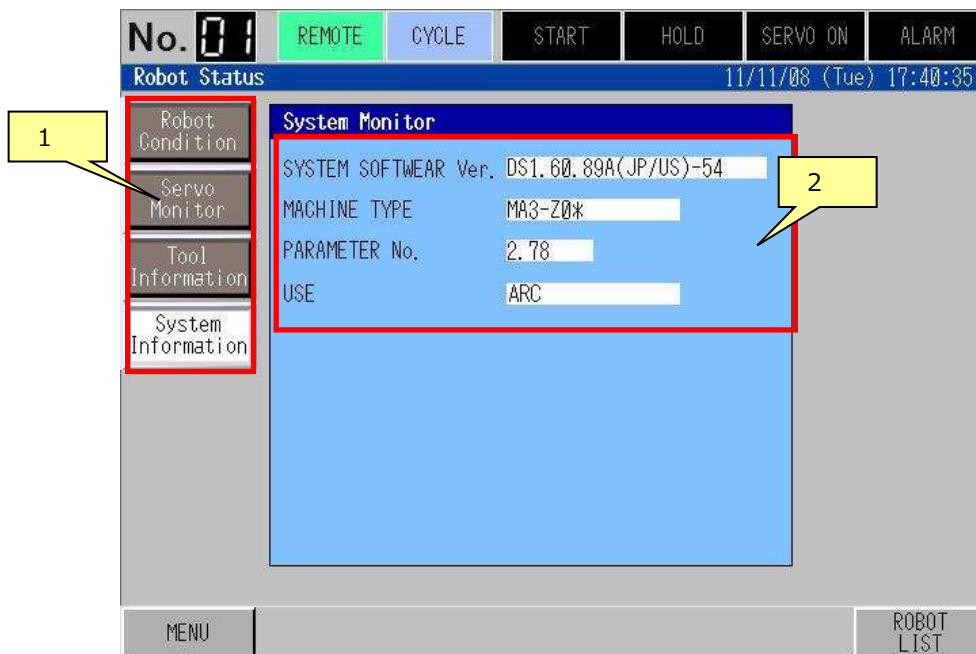 No. 01 REMOTE CYCLE START HOLD SERVO ON ALARM
Robot Status 11/11/08 (Tue) 17:40:35
1
Robot
Condition
Servo
Monitor
Tool
Information
System
Information
System Monitor
SYSTEM SOFTWEAR Ver. DS1.60.89A(JP/US)-54
MACHINE TYPE MA3-Z0*
PARAMETER No. 2.78
USE ARC
2
MENU
ROBOT
LIST